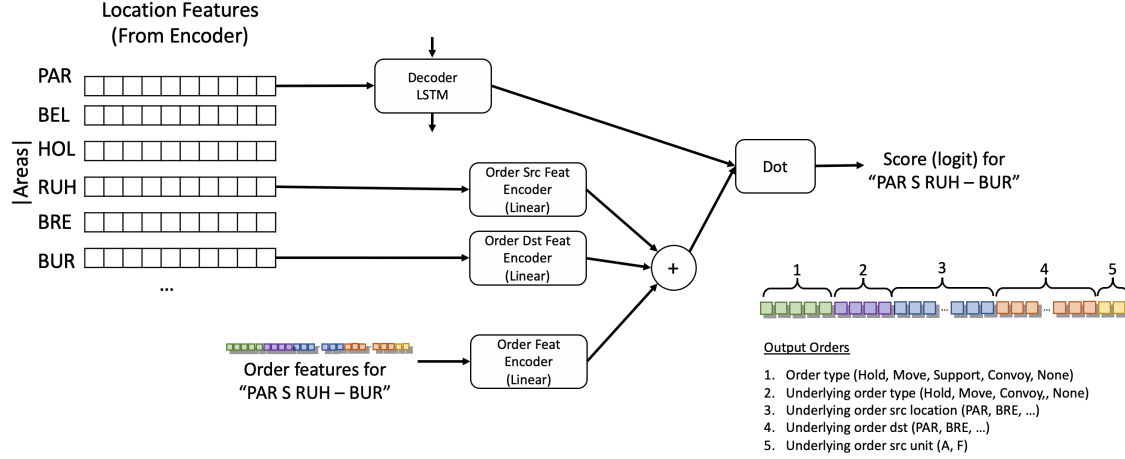 Location Features
(From Encoder)
|Areas|
PAR
BEL
HOL
RUH
BRE
BUR
...
Decoder
LSTM
Order Src Feat
Encoder
(Linear)
Order Dst Feat
Encoder
(Linear)
+
Order features for
“PAR S RUH – BUR”
Order Feat
Encoder
(Linear)
Dot
Score (logit) for
“PAR S RUH – BUR”
1 2 3 4 5
... ...
Output Orders
1. Order type (Hold, Move, Support, Convoy, None)
2. Underlying order type (Hold, Move, Convoy,, None)
3. Underlying order src location (PAR, BRE, …)
4. Underlying order dst (PAR, BRE, …)
5. Underlying order src unit (A, F)